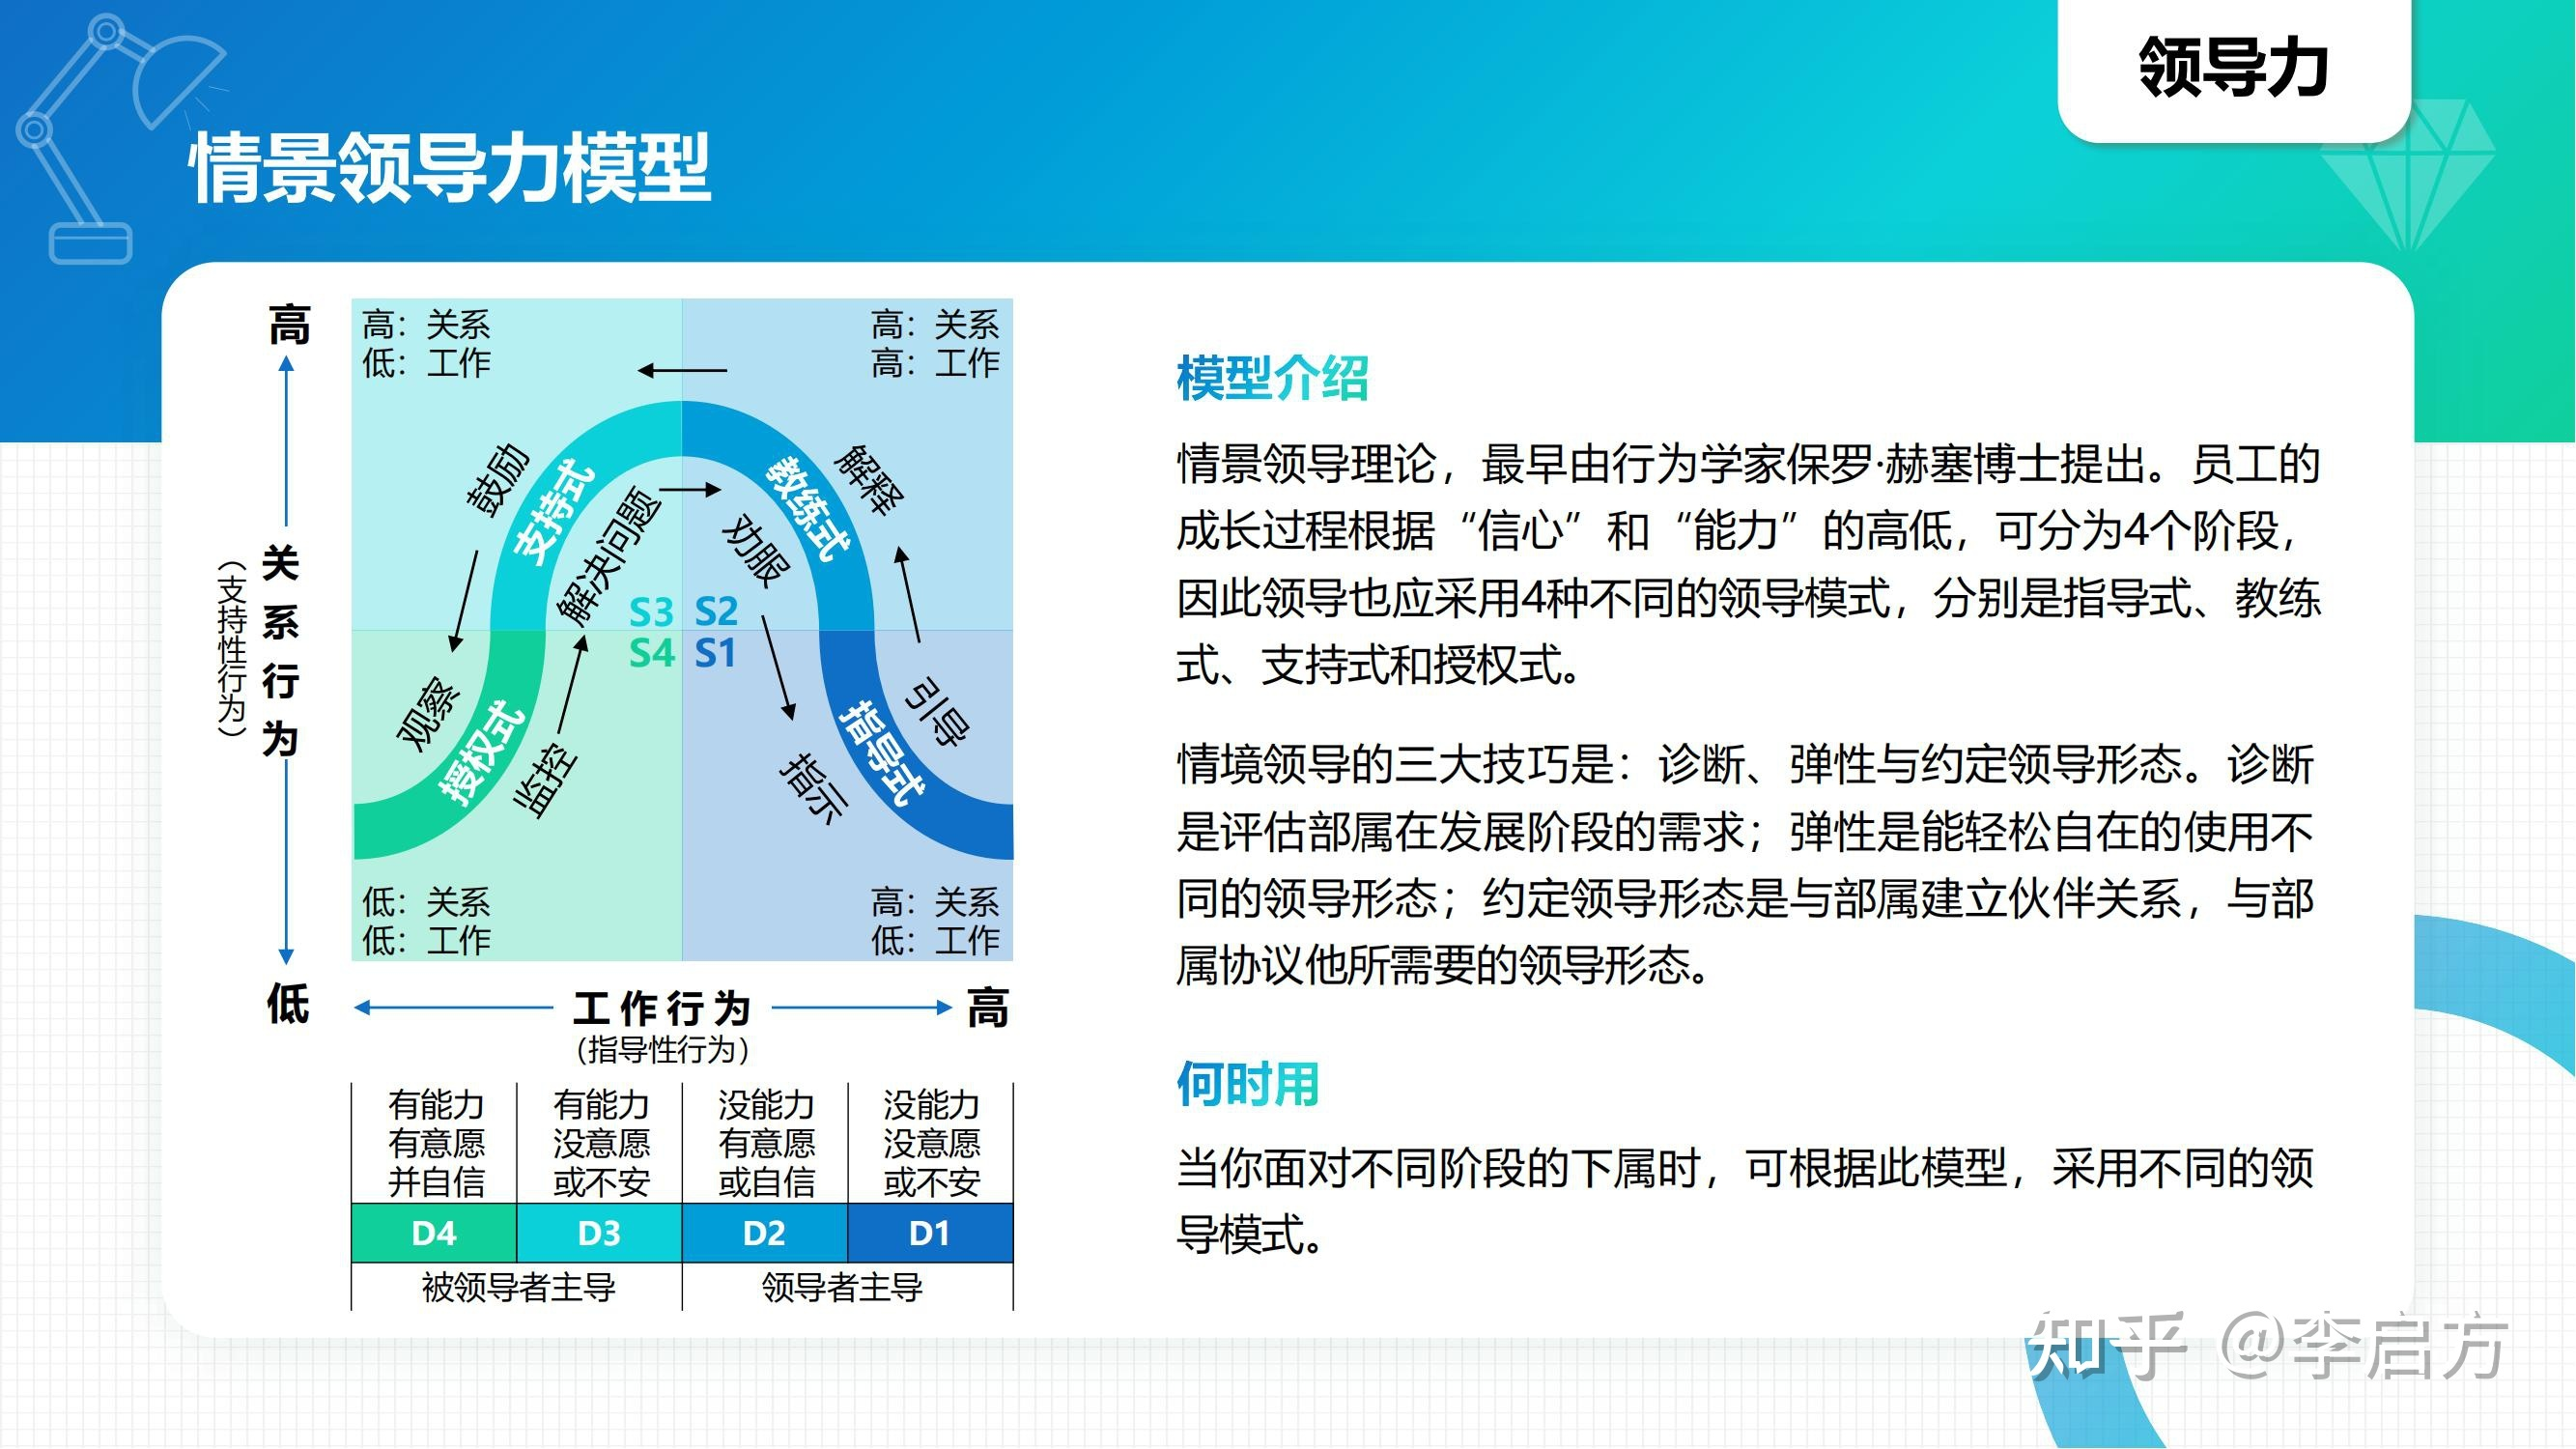 领导力
情景领导力模型
高
关系行为
（支持性行为）
低
高：关系
低：工作
高：关系
高：工作
鼓励
支持式
解决问题
教练式
解释
劝服
S3
S2
S4
S1
观察
授权式
监控
指示
指导式
引导
低：关系
低：工作
高：关系
低：工作
工作行为
高
（指导性行为）
有能力
有意愿
并自信
有能力
没意愿
或不安
没能力
有意愿
或自信
没能力
没意愿
或不安
D4
D3
D2
D1
被领导者主导
领导者主导
模型介绍
情景领导理论，最早由行为学家保罗·赫塞博士提出。员工的
成长过程根据“信心”和“能力”的高低，可分为4个阶段，
因此领导也应采用4种不同的领导模式，分别是指导式、教练
式、支持式和授权式。
情境领导的三大技巧是：诊断、弹性与约定领导形态。诊断
是评估部属在发展阶段的需求；弹性是能轻松自在的使用不
同的领导形态；约定领导形态是与部属建立伙伴关系，与部
属协议他所需要的领导形态。
何时用
当你面对不同阶段的下属时，可根据此模型，采用不同的领
导模式。
知乎 @李启方